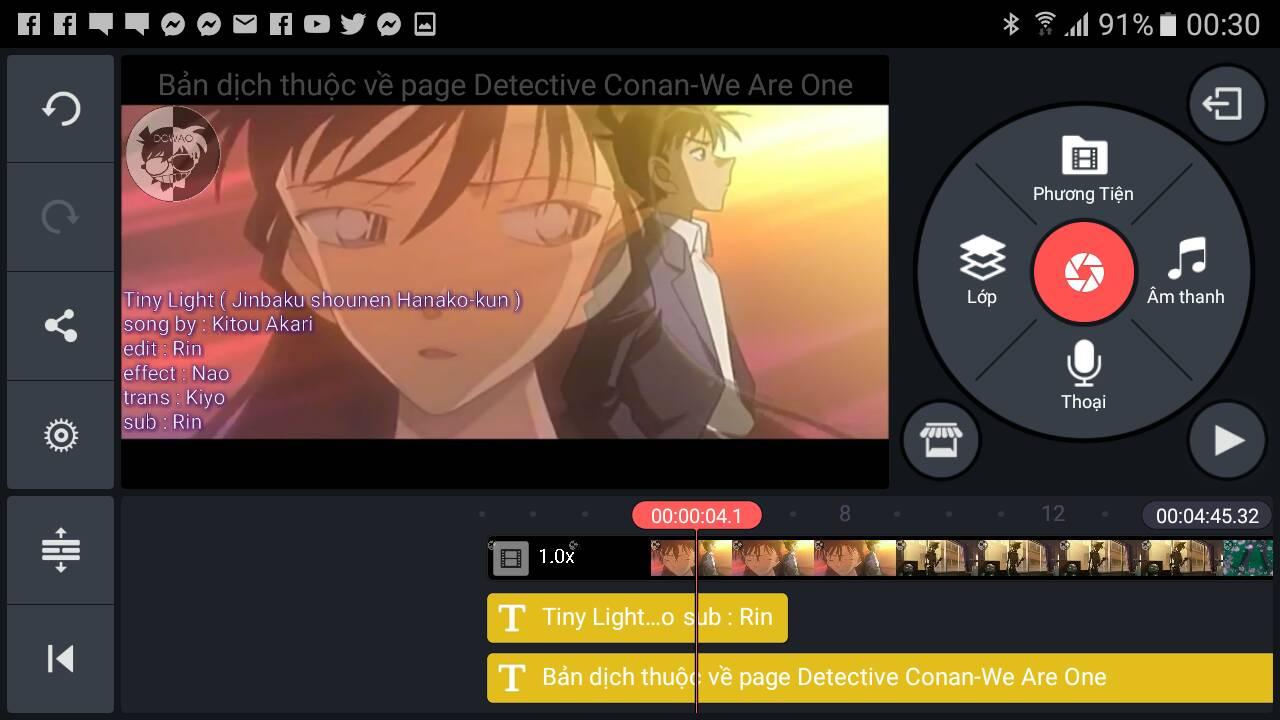 91% 00:30
Bản dịch thuộc về page Detective Conan-We Are One
DCWAO
Tiny Light ( Jinbaku shounen Hanako-kun )
song by : Kitou Akari
edit : Rin
effect : Nao
trans : Kiyo
sub : Rin
Phương Tiện
Lớp
Âm thanh
Thoại
00:00:04.1
8
12
00:04:45.32
1.0x
Tiny Light...o sub : Rin
Bản dịch thuộc về page Detective Conan-We Are One